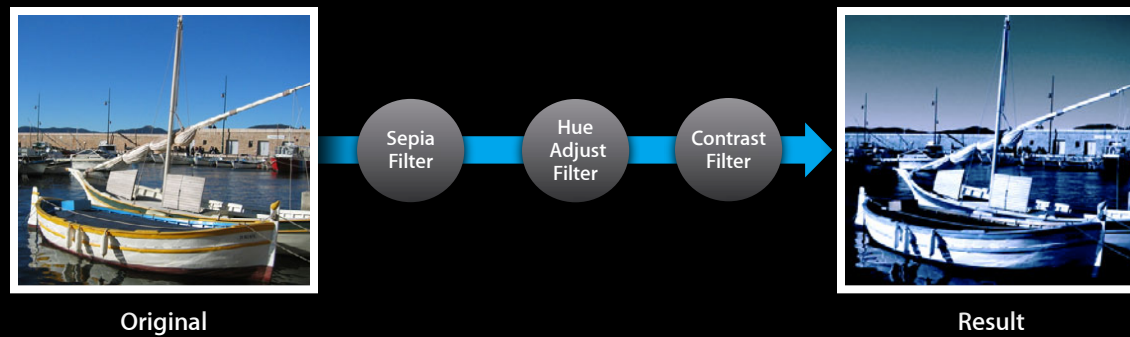 Sepia
Filter
Hue
Adjust
Filter
Contrast
Filter
Original
Result